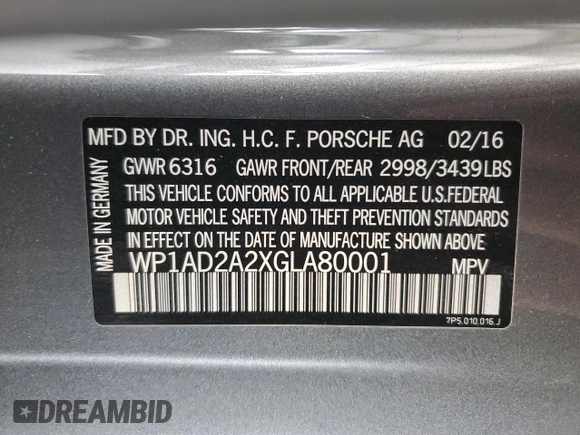 MFD BY DR. ING. H.C. F. PORSCHE AG 02/16
GVWR 6316 GAWR FRONT/REAR 2998/3439LBS
THIS VEHICLE CONFORMS TO ALL APPLICABLE U.S.FEDERAL
MOTOR VEHICLE SAFETY AND THEFT PREVENTION STANDARDS
IN EFFECT ON THE DATE OF MANUFACTURE SHOWN ABOVE
WP1AD2A2XGLA80001 MPV
7P5.010.016.J
MADE IN GERMANY
DREAMBID